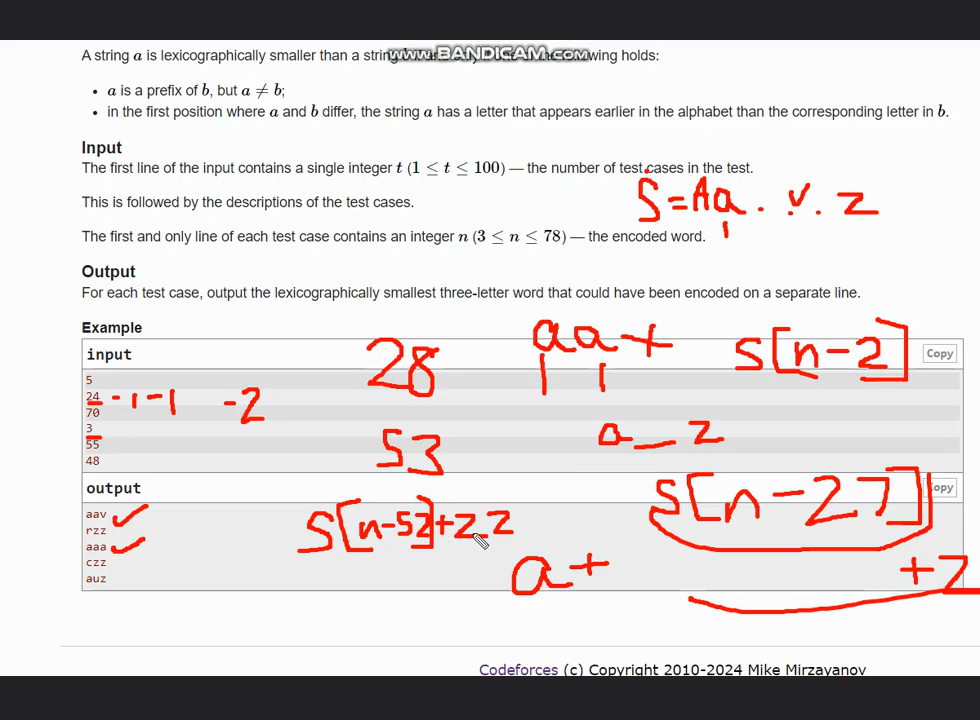 A string a is lexicographically smaller than a string
www.BANDICAM.com
wing holds:
• a is a prefix of b, but a ≠ b;
• in the first position where a and b differ, the string a has a letter that appears earlier in the alphabet than the corresponding letter in b.
Input
The first line of the input contains a single integer t (1 ≤ t ≤ 100) — the number of test cases in the test.
S=Aa . v . z
1
This is followed by the descriptions of the test cases.
The first and only line of each test case contains an integer n (3 ≤ n ≤ 78) — the encoded word.
Output
For each test case, output the lexicographically smallest three-letter word that could have been encoded on a separate line.
Example
input
Copy
28
aa+
1 1
s[n-2]
5
24
-1-1 -2
70
3
55
48
53
a_z
output
opy
s[n-27]
+z
aav
rzz
aaa
czz
auz
s[n-52]+zz
a+
Codeforces (c) Copyright 2010-2024 Mike Mirzayanov